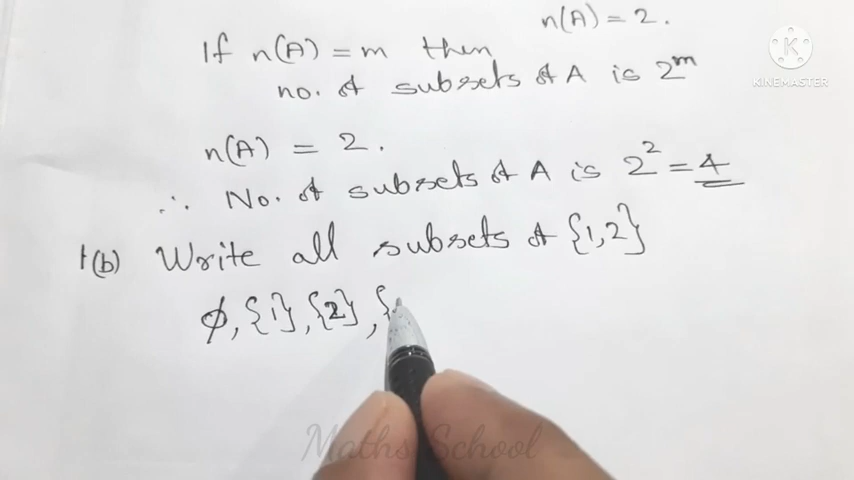 n(A) = 2.
If n(A) = m then
no. of subsets of A is 2^m
n(A) = 2.
∴ No. of subsets of A is 2^2 = 4
1(b) Write all subsets of {1,2}
ϕ, {1}, {2}, {
K
KINEMASTER
Maths School